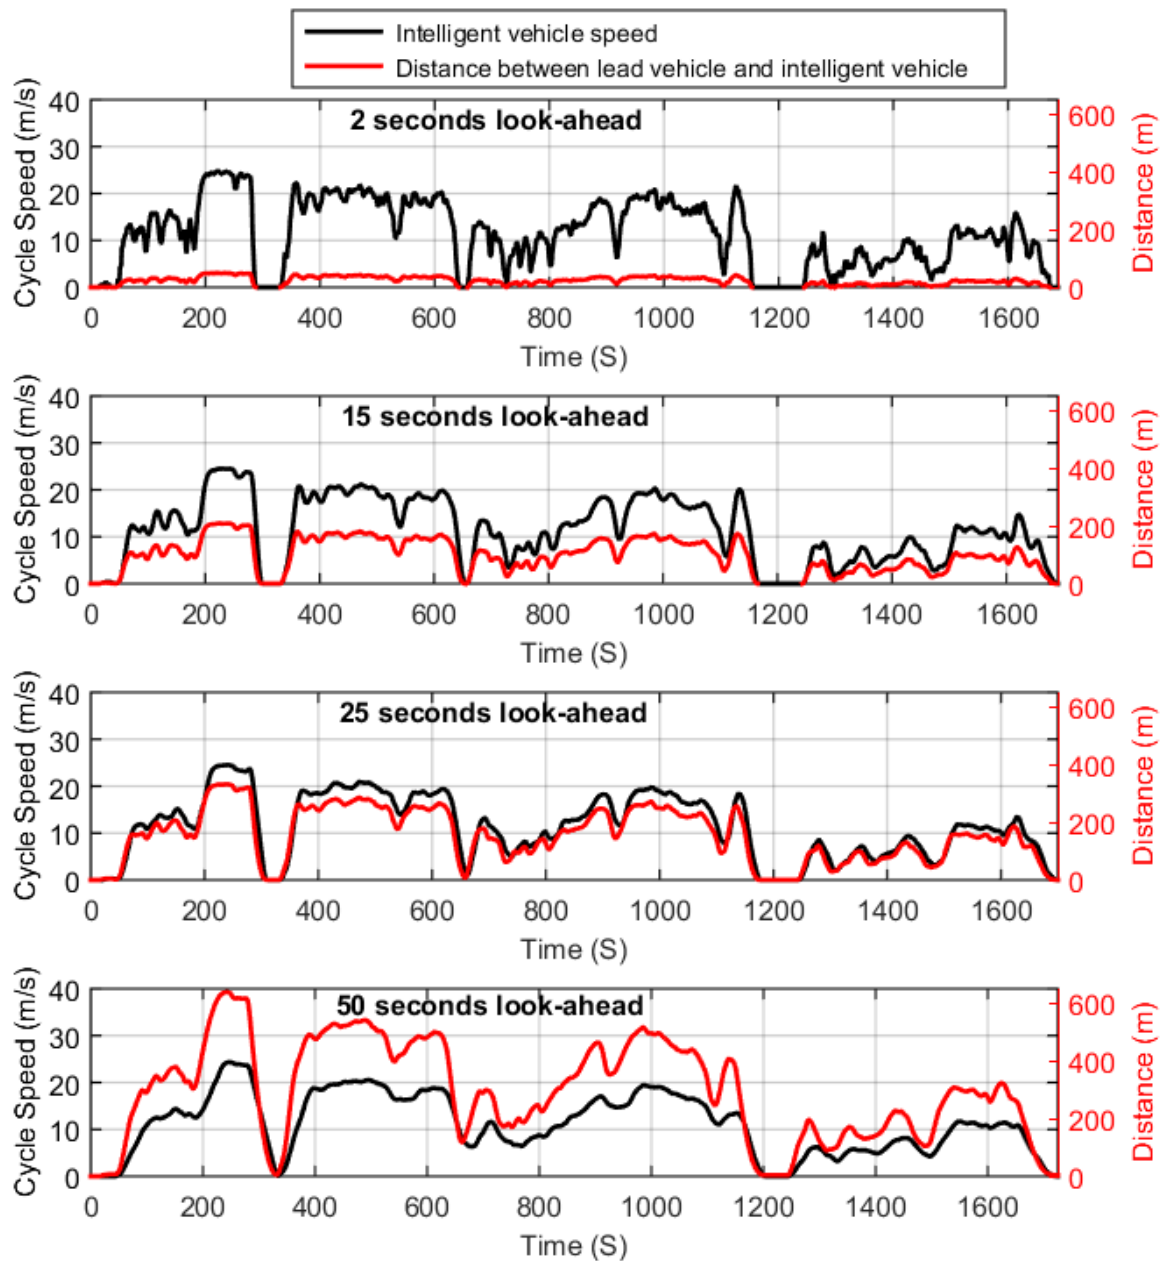 Intelligent vehicle speed
Distance between lead vehicle and intelligent vehicle
2 seconds look-ahead
Cycle Speed (m/s)
40
30
20
10
0
600
400
200
0
Distance (m)
0 200 400 600 800 1000 1200 1400 1600
Time (S)
15 seconds look-ahead
Cycle Speed (m/s)
40
30
20
10
0
600
400
200
0
Distance (m)
0 200 400 600 800 1000 1200 1400 1600
Time (S)
25 seconds look-ahead
Cycle Speed (m/s)
40
30
20
10
0
600
400
200
0
Distance (m)
0 200 400 600 800 1000 1200 1400 1600
Time (S)
50 seconds look-ahead
Cycle Speed (m/s)
40
30
20
10
0
600
400
200
0
Distance (m)
0 200 400 600 800 1000 1200 1400 1600
Time (S)